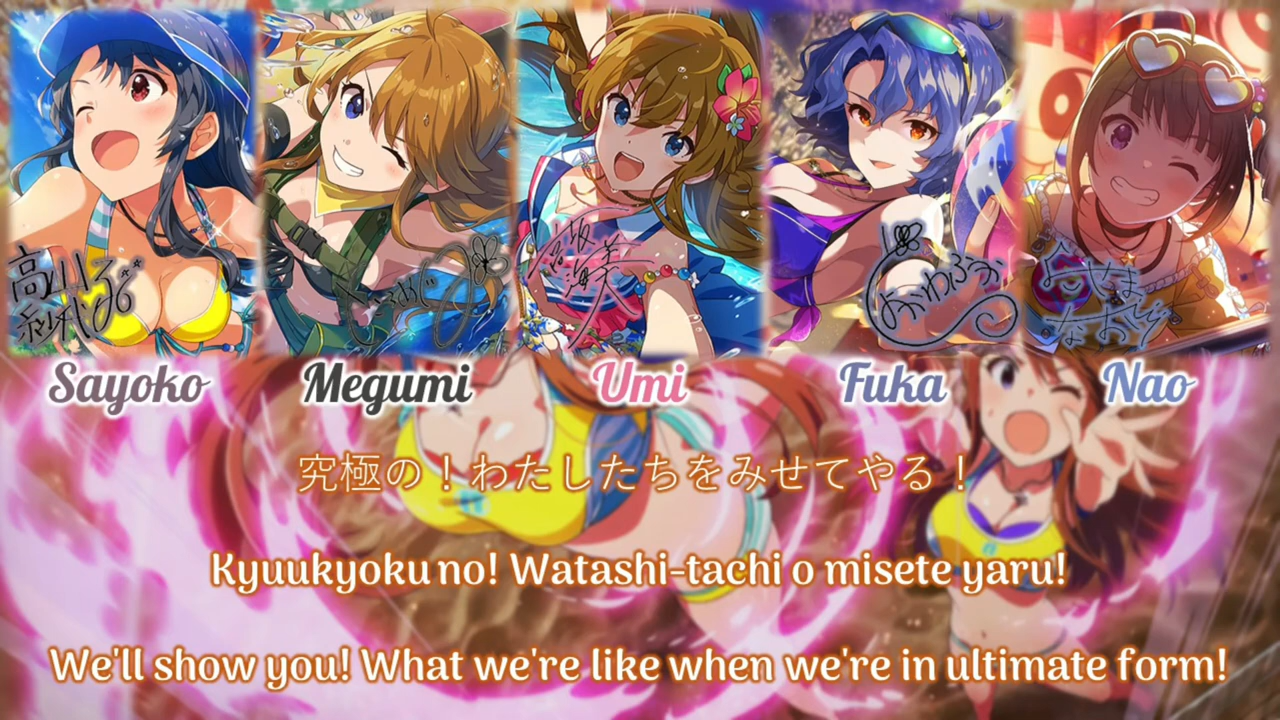 Sayoko Megumi Umi Fuka Nao
究極の！わたしたちをみせてやる！
Kyuukyoku no! Watashi-tachi o misete yaru!
We'll show you! What we're like when we're in ultimate form!